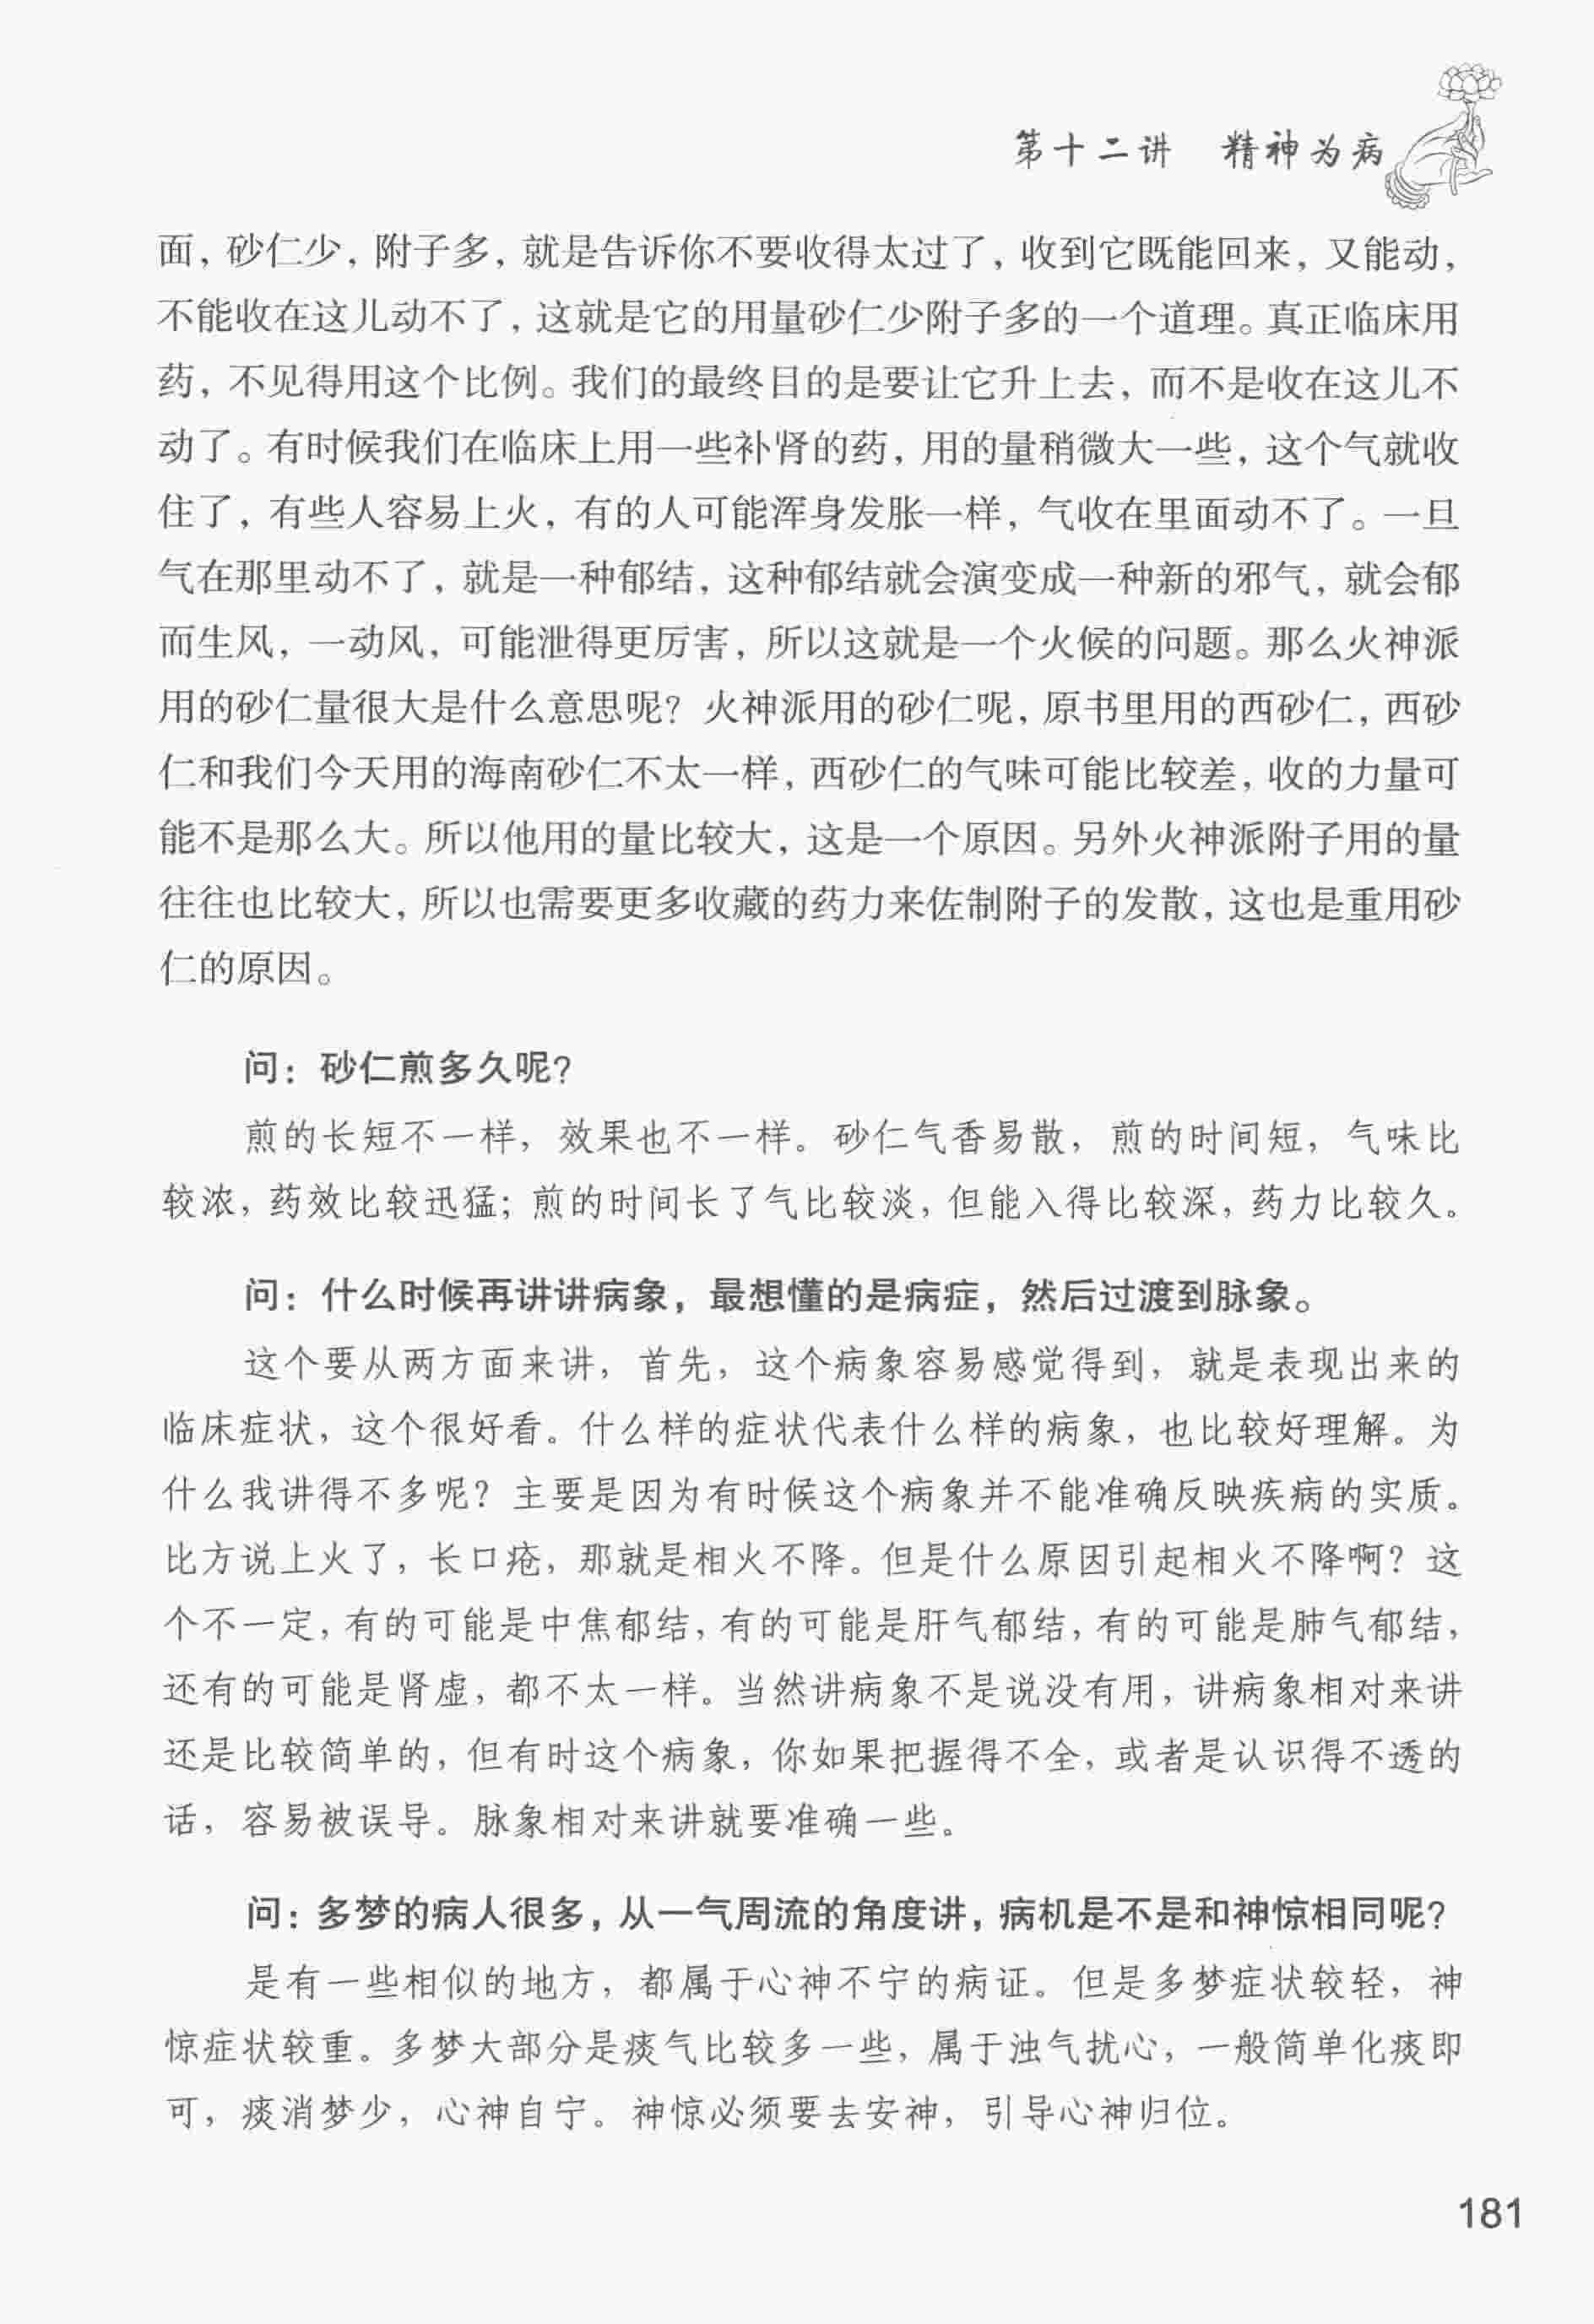 第十二讲　精神为病
面，砂仁少，附子多，就是告诉你不要收得太过了，收到它既能回来，又能动，
不能收在这儿动不了，这就是它的用量砂仁少附子多的一个道理。真正临床用
药，不见得用这个比例。我们的最终目的是要让它升上去，而不是收在这儿不
动了。有时候我们在临床上用一些补肾的药，用的量稍微大一些，这个气就收
住了，有些人容易上火，有的人可能浑身发胀一样，气收在里面动不了。一旦
气在那里动不了，就是一种郁结，这种郁结就会演变成一种新的邪气，就会郁
而生风，一动风，可能泄得更厉害，所以这就是一个火候的问题。那么火神派
用的砂仁量很大是什么意思呢？火神派用的砂仁呢，原书里用的西砂仁，西砂
仁和我们今天用的海南砂仁不太一样，西砂仁的气味可能比较差，收的力量可
能不是那么大。所以他用的量比较大，这是一个原因。另外火神派附子用的量
往往也比较大，所以也需要更多收藏的药力来佐制附子的发散，这也是重用砂
仁的原因。
问：砂仁煎多久呢？
煎的长短不一样，效果也不一样。砂仁气香易散，煎的时间短，气味比
较浓，药效比较迅猛；煎的时间长了气比较淡，但能入得比较深，药力比较久。
问：什么时候再讲讲病象，最想懂的是病症，然后过渡到脉象。
这个要从两方面来讲，首先，这个病象容易感觉得到，就是表现出来的
临床症状，这个很好看。什么样的症状代表什么样的病象，也比较好理解。为
什么我讲得不多呢？主要是因为有时候这个病象并不能准确反映疾病的实质。
比方说上火了，长口疮，那就是相火不降。但是什么原因引起相火不降啊？这
个不一定，有的可能是中焦郁结，有的可能是肝气郁结，有的可能是肺气郁结，
还有的可能是肾虚，都不太一样。当然讲病象不是说没有用，讲病象相对来讲
还是比较简单的，但有时这个病象，你如果把握得不全，或者是认识得不透的
话，容易被误导。脉象相对来讲就要准确一些。
问：多梦的病人很多，从一气周流的角度讲，病机是不是和神惊相同呢？
是有一些相似的地方，都属于心神不宁的病证。但是多梦症状较轻，神
惊症状较重。多梦大部分是痰气比较多一些，属于浊气扰心，一般简单化痰即
可，痰消梦少，心神自宁。神惊必须要去安神，引导心神归位。
181